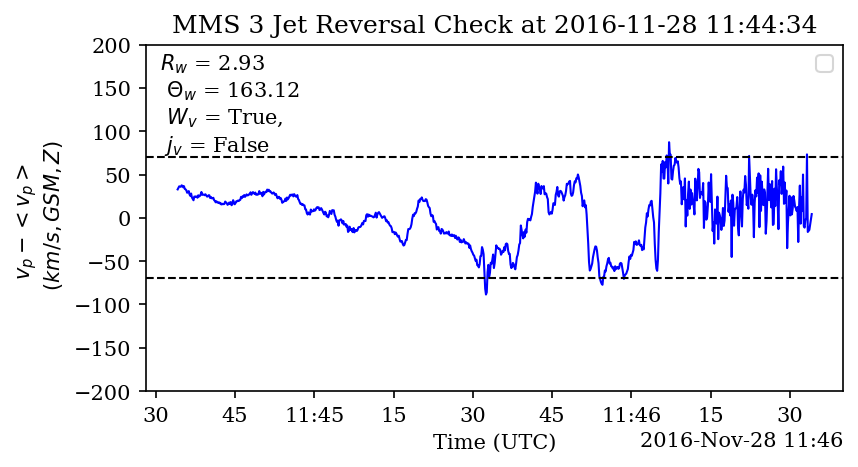 MMS 3 Jet Reversal Check at 2016-11-28 11:44:34
200
150
100
50
0
−50
−100
−150
−200
v_p − < v_p >
(km/s, GSM, Z)
R_w = 2.93
Θ_w = 163.12
W_v = True,
j_v = False
30 45 11:45 15 30 45 11:46 15 30
Time (UTC)
2016-Nov-28 11:46